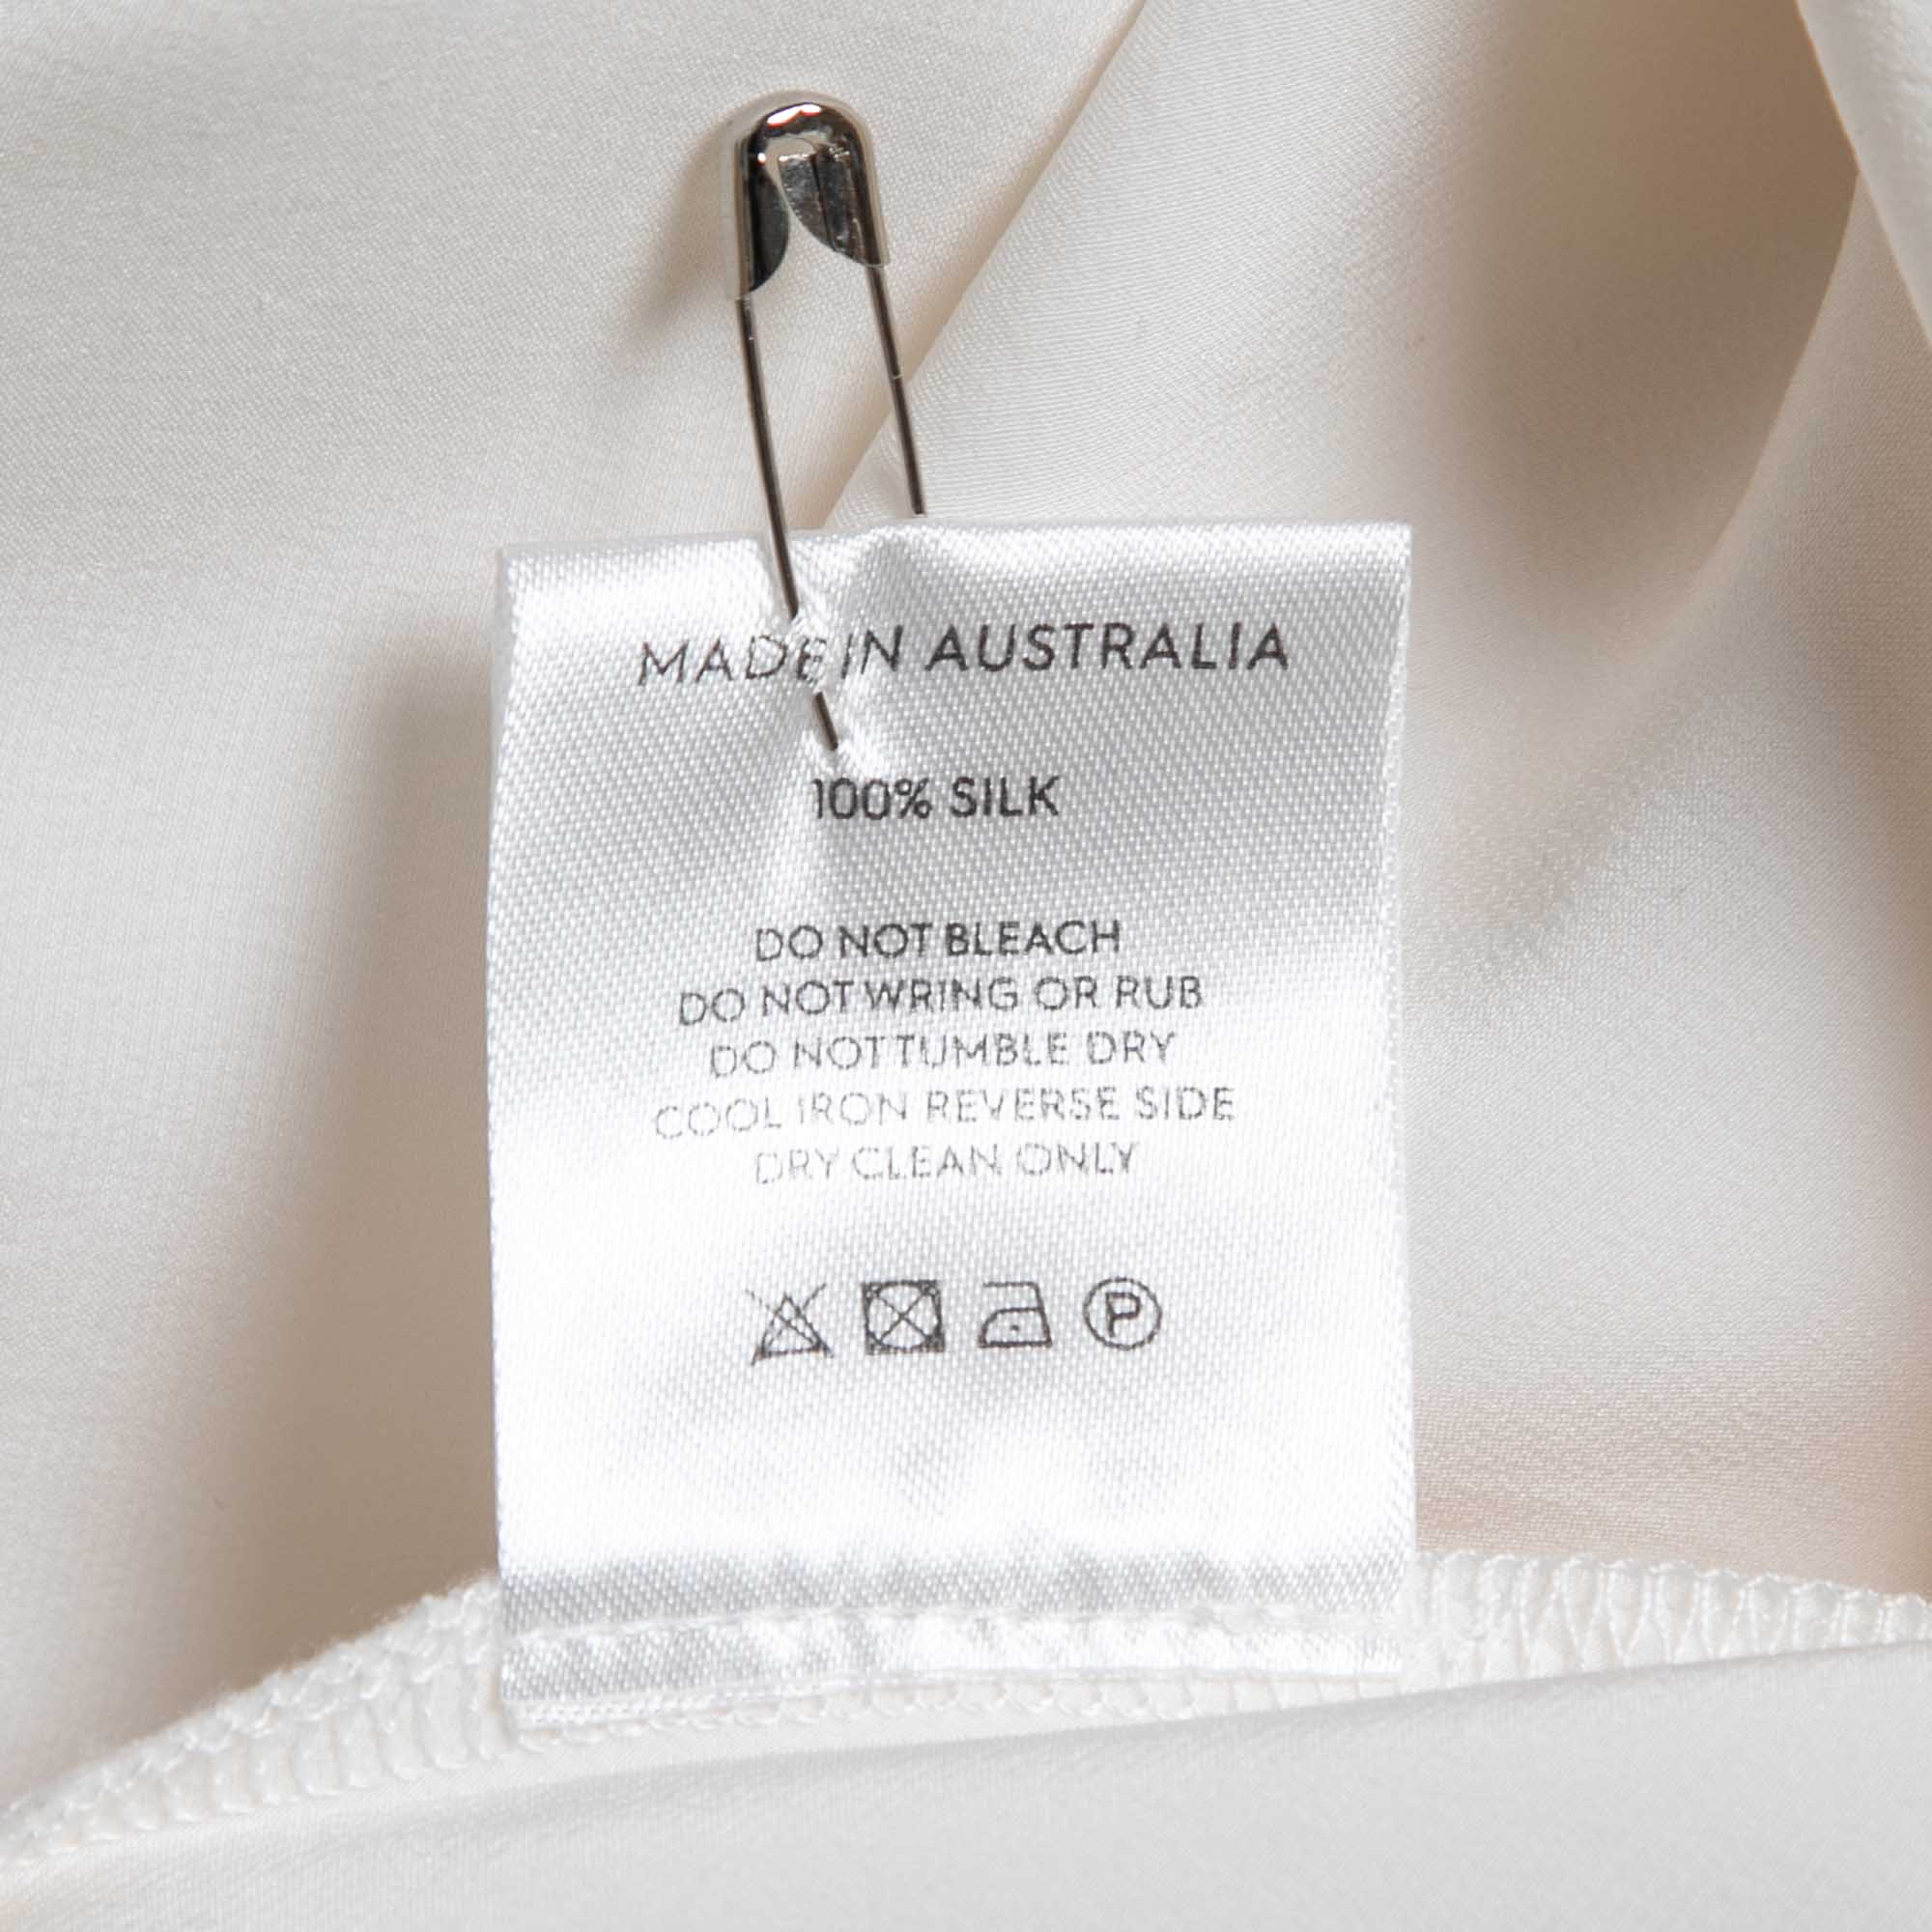 MADE IN AUSTRALIA
100% SILK
DO NOT BLEACH
DO NOT WRING OR RUB
DO NOT TUMBLE DRY
COOL IRON REVERSE SIDE
DRY CLEAN ONLY
P